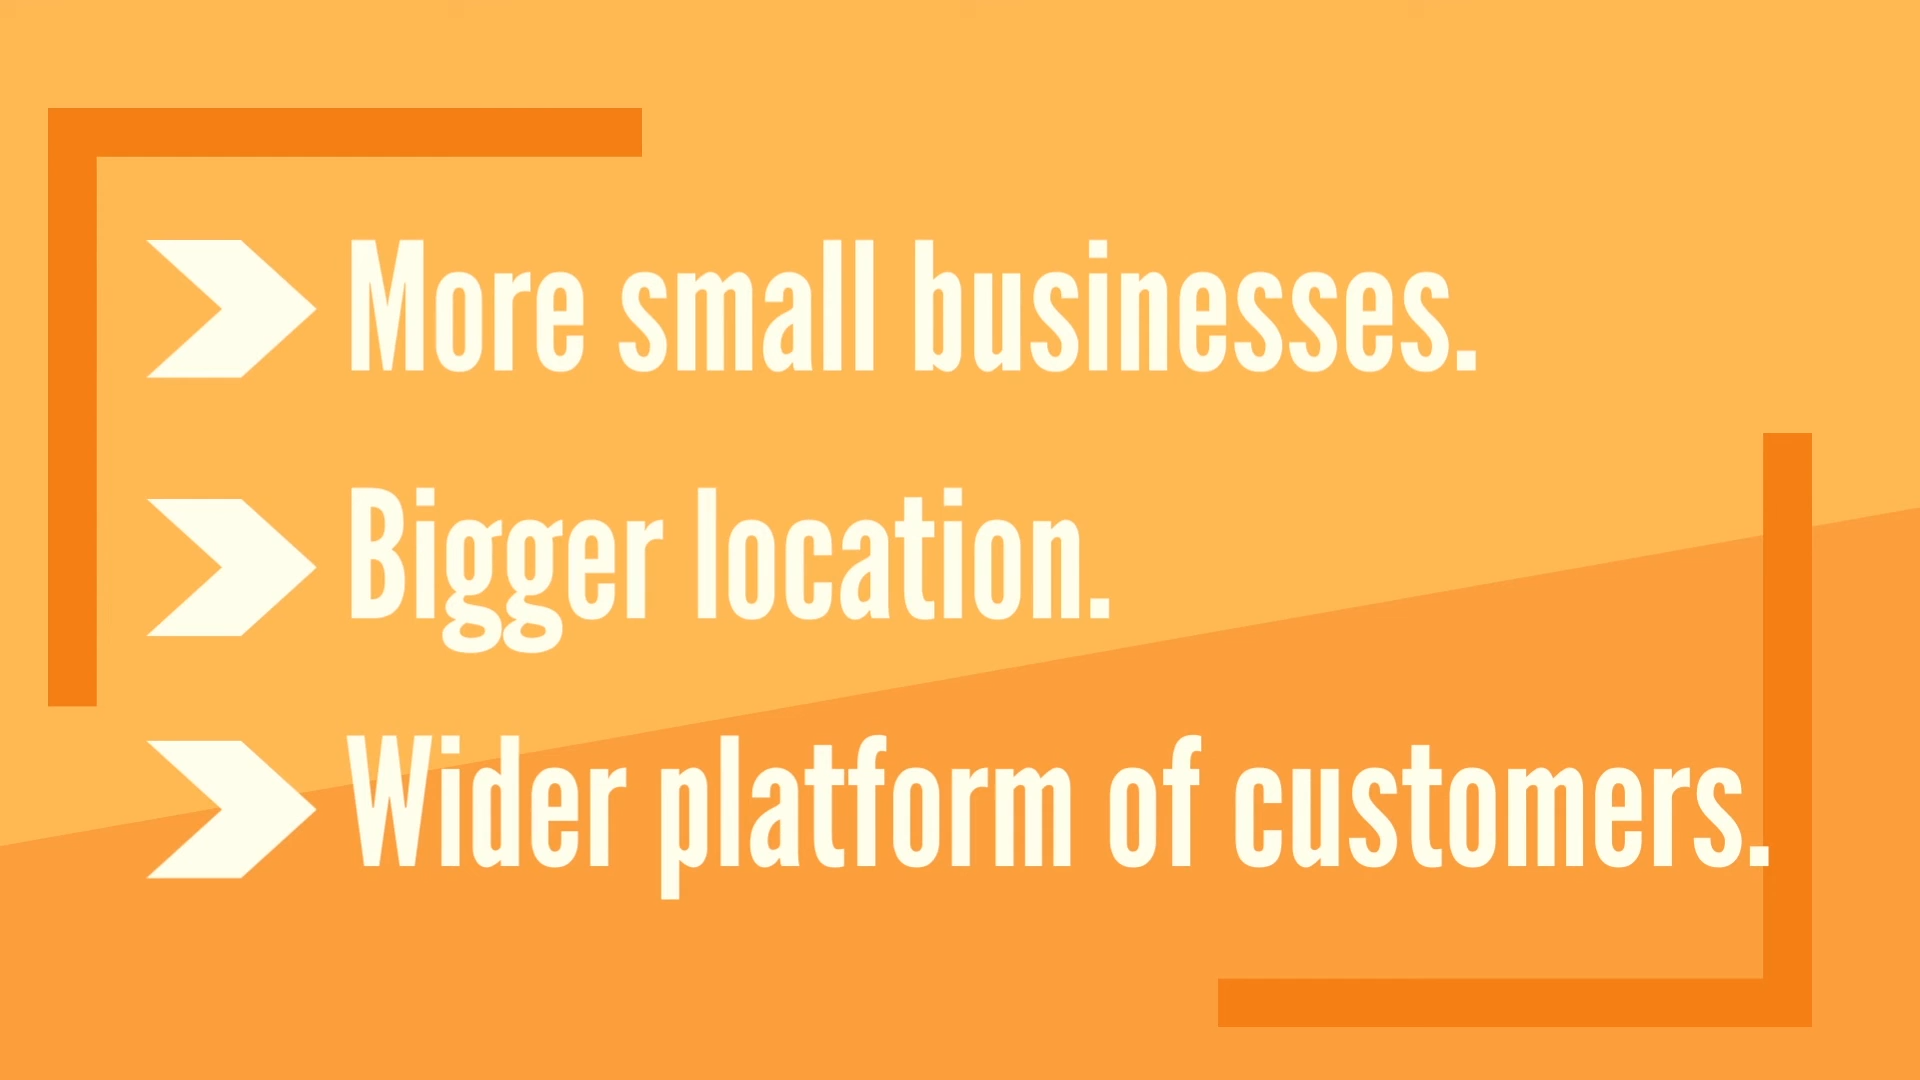 More small businesses.
Bigger location.
Wider platform of customers.